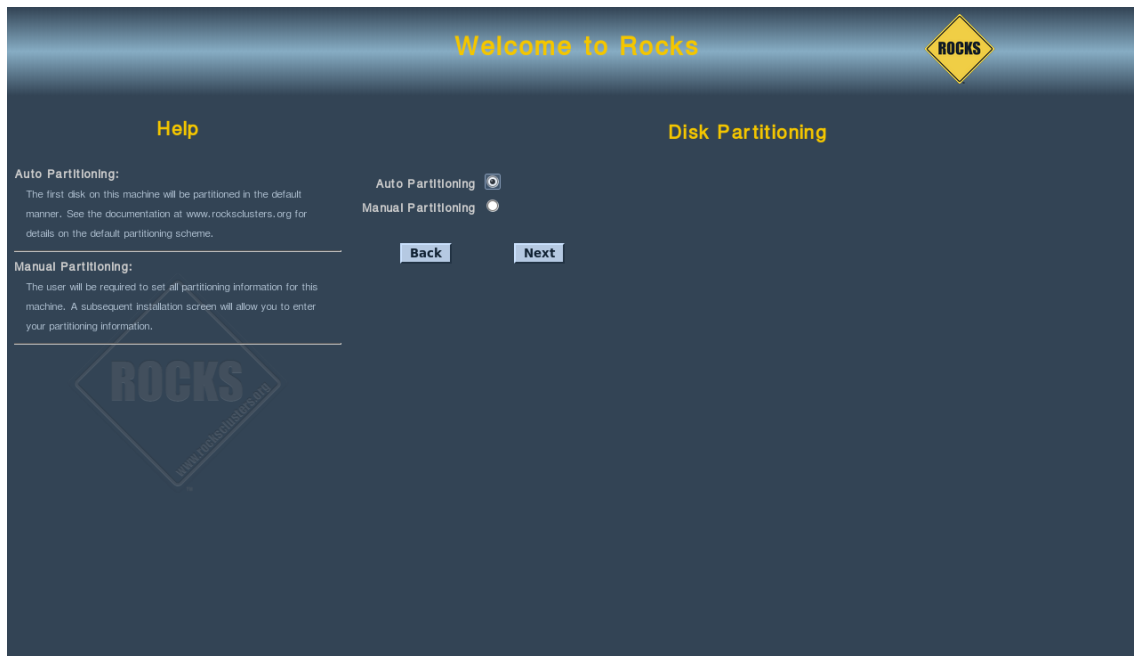 Welcome to Rocks
ROCKS
Help
Auto Partitioning:
The first disk on this machine will be partitioned in the default
manner. See the documentation at www.rocksclusters.org for
details on the default partitioning scheme.
Manual Partitioning:
The user will be required to set all partitioning information for this
machine. A subsequent installation screen will allow you to enter
your partitioning information.
ROCKS
www.rocksclusters.org
Disk Partitioning
Auto Partitioning
Manual Partitioning
Back Next